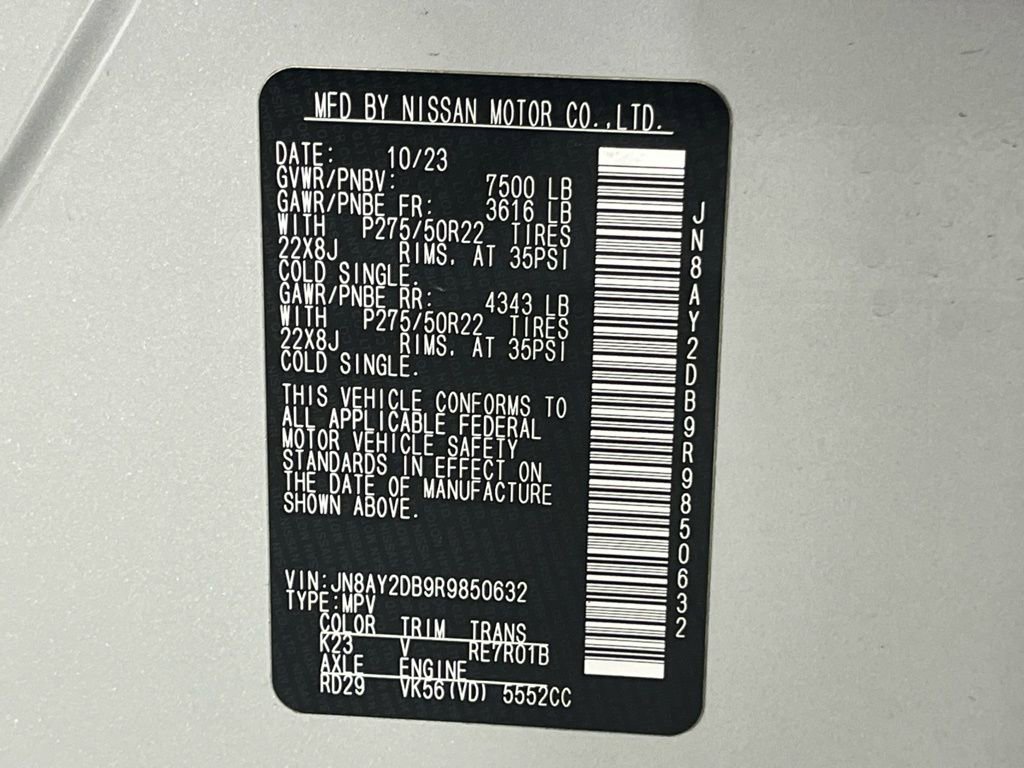 MFD BY NISSAN MOTOR CO.,LTD.
DATE: 10/23
GVWR/PNBV: 7500 LB
GAWR/PNBE FR: 3616 LB
WITH P275/50R22 TIRES
22X8J RIMS. AT 35PSI
COLD SINGLE.
GAWR/PNBE RR: 4343 LB
WITH P275/50R22 TIRES
22X8J RIMS. AT 35PSI
COLD SINGLE.
THIS VEHICLE CONFORMS TO
ALL APPLICABLE FEDERAL
MOTOR VEHICLE SAFETY
STANDARDS IN EFFECT ON
THE DATE OF MANUFACTURE
SHOWN ABOVE.
VIN:JN8AY2DB9R9850632
TYPE:MPV
COLOR TRIM TRANS
K23 V RE7R01B
AXLE ENGINE
RD29 VK56(VD) 5552CC
JN8AY2DB9R9850632